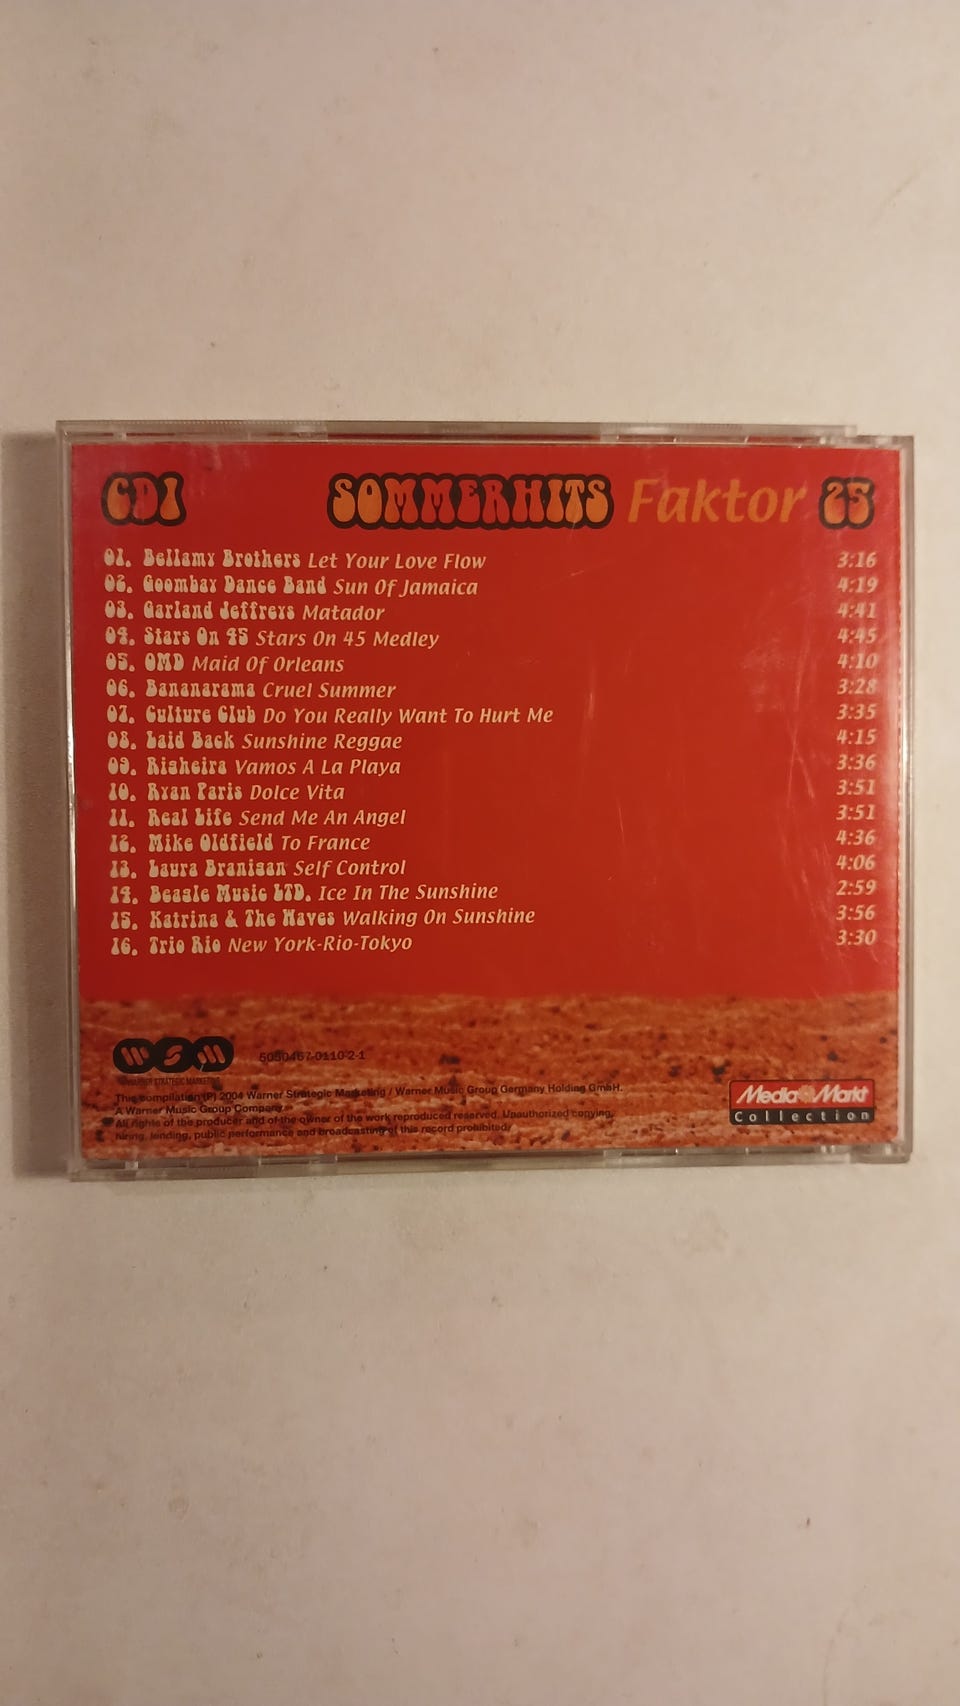 CD1 SOMMERHITS Faktor 25
01. Bellamy Brothers Let Your Love Flow 3:16
02. Goombay Dance Band Sun Of Jamaica 4:19
03. Garland Jeffreys Matador 4:41
04. Stars On 45 Stars On 45 Medley 4:45
05. OMD Maid Of Orleans 4:10
06. Bananarama Cruel Summer 3:28
07. Culture Club Do You Really Want To Hurt Me 3:35
08. Laid Back Sunshine Reggae 4:15
09. Righeira Vamos A La Playa 3:36
10. Ryan Paris Dolce Vita 3:51
11. Real Life Send Me An Angel 3:51
12. Mike Oldfield To France 4:36
13. Laura Branigan Self Control 4:06
14. Beagle Music LTD. Ice In The Sunshine 2:59
15. Katrina & The Waves Walking On Sunshine 3:56
16. Trio Rio New York-Rio-Tokyo 3:30
WSM 5050467-0110-2-1
WARNER STRATEGIC MARKETING
This compilation (P) 2004 Warner Strategic Marketing / Warner Music Group Germany Holding GmbH.
A Warner Music Group Company
All rights of the producer and of the owner of the work reproduced reserved. Unauthorized copying,
hiring, lending, public performance and broadcasting of this record prohibited/
Media Markt
Collection